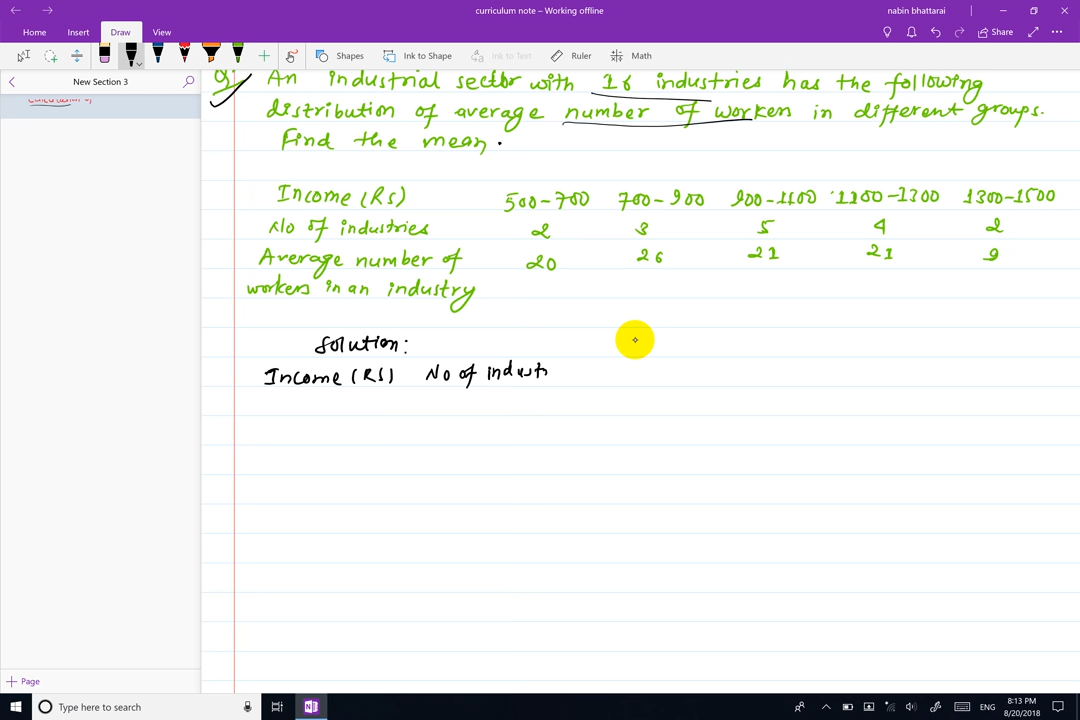 curriculum note – Working offline
nabin bhattarai
Home Insert Draw View
Share
Shapes Ink to Shape Ink to Text Ruler Math
New Section 3
Q. An industrial sector with 16 industries has the following
distribution of average number of workers in different groups.
Find the mean.
Income (RS) 500-700 700-900 900-1100 1100-1300 1300-1500
No of industries 2 3 5 4 2
Average number of 20 26 21 21 9
workers in an industry
Solution:
Income (RS) No of industr
Page
Type here to search
ENG
8:13 PM
8/20/2018